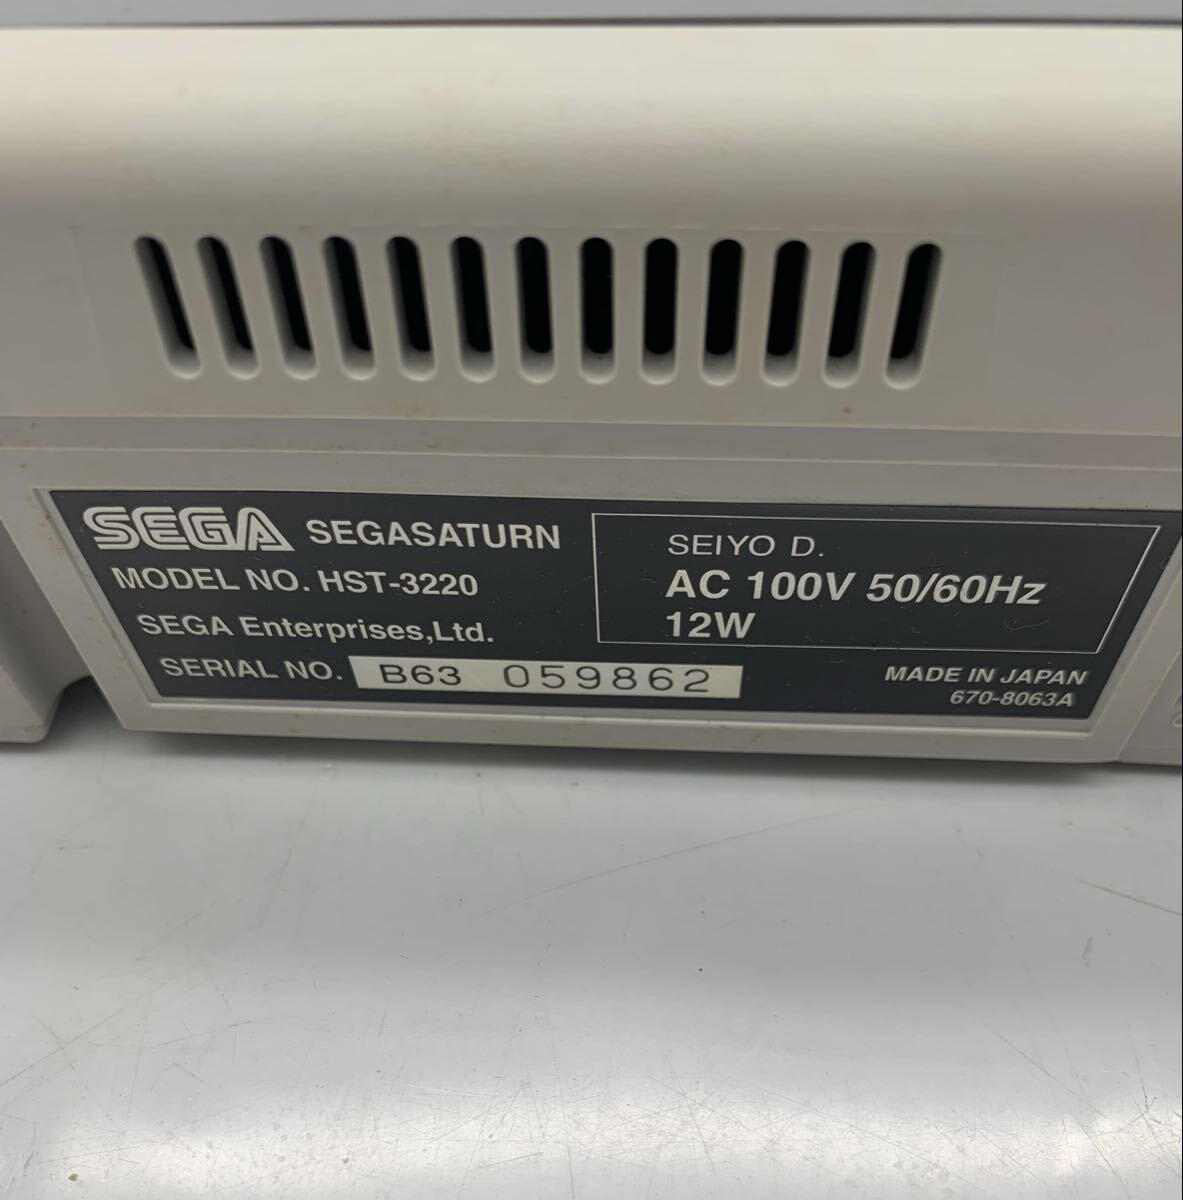 SEGA SEGASATURN
MODEL NO. HST-3220
SEGA Enterprises,Ltd.
SERIAL NO. B63 059862
SEIYO D.
AC 100V 50/60Hz
12W
MADE IN JAPAN
670-8063A